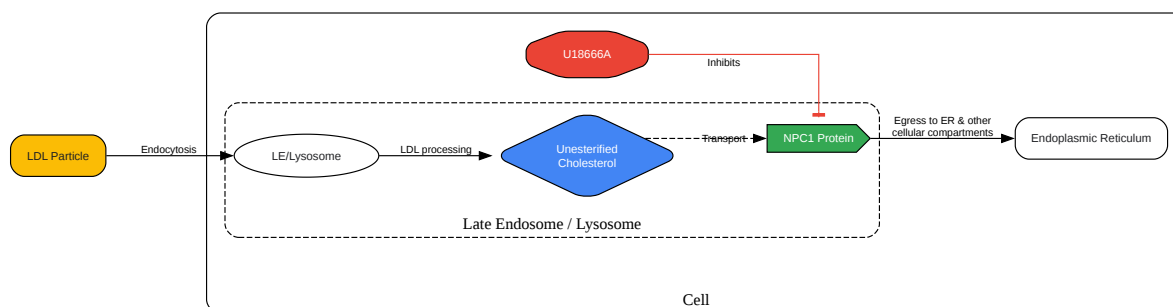 U18666A
Inhibits
LDL Particle
Endocytosis
LE/Lysosome
LDL processing
Unesterified
Cholesterol
Transport
NPC1 Protein
Egress to ER & other
cellular compartments
Endoplasmic Reticulum
Late Endosome / Lysosome
Cell